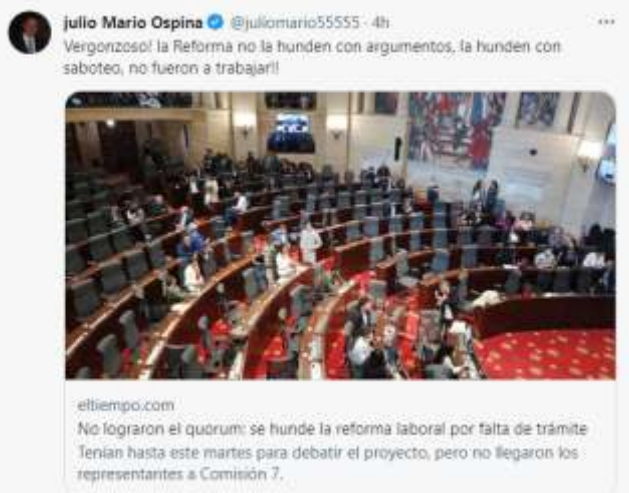 julio Mario Ospina @juliomario55555 · 4h
Vergonzoso! la Reforma no la hunden con argumentos, la hunden con
saboteo, no fueron a trabajar!!
eltiempo.com
No lograron el quorum: se hunde la reforma laboral por falta de trámite
Tenían hasta este martes para debatir el proyecto, pero no llegaron los
representantes a Comisión 7.